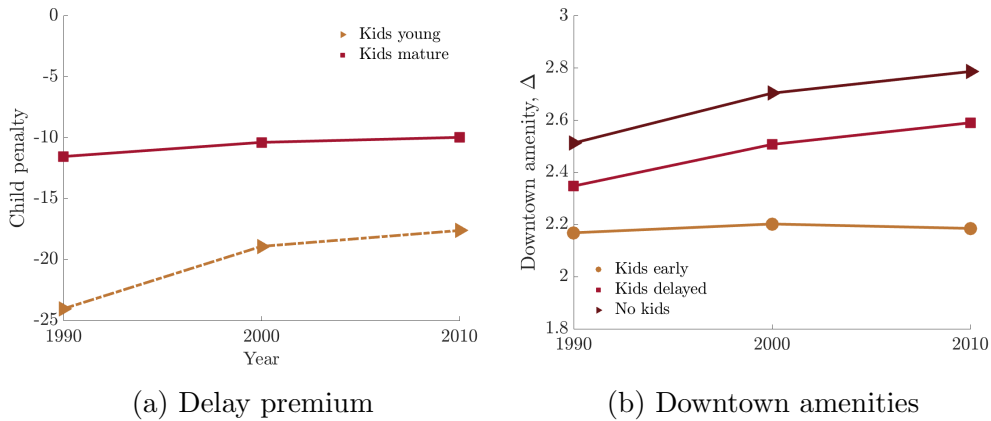 0
-5
-10
-15
-20
-25
Child penalty
Kids young
Kids mature
1990
2000
2010
Year
(a) Delay premium
3
2.8
2.6
2.4
2.2
2
1.8
Downtown amenity, Δ
Kids early
Kids delayed
No kids
1990
2000
2010
(b) Downtown amenities